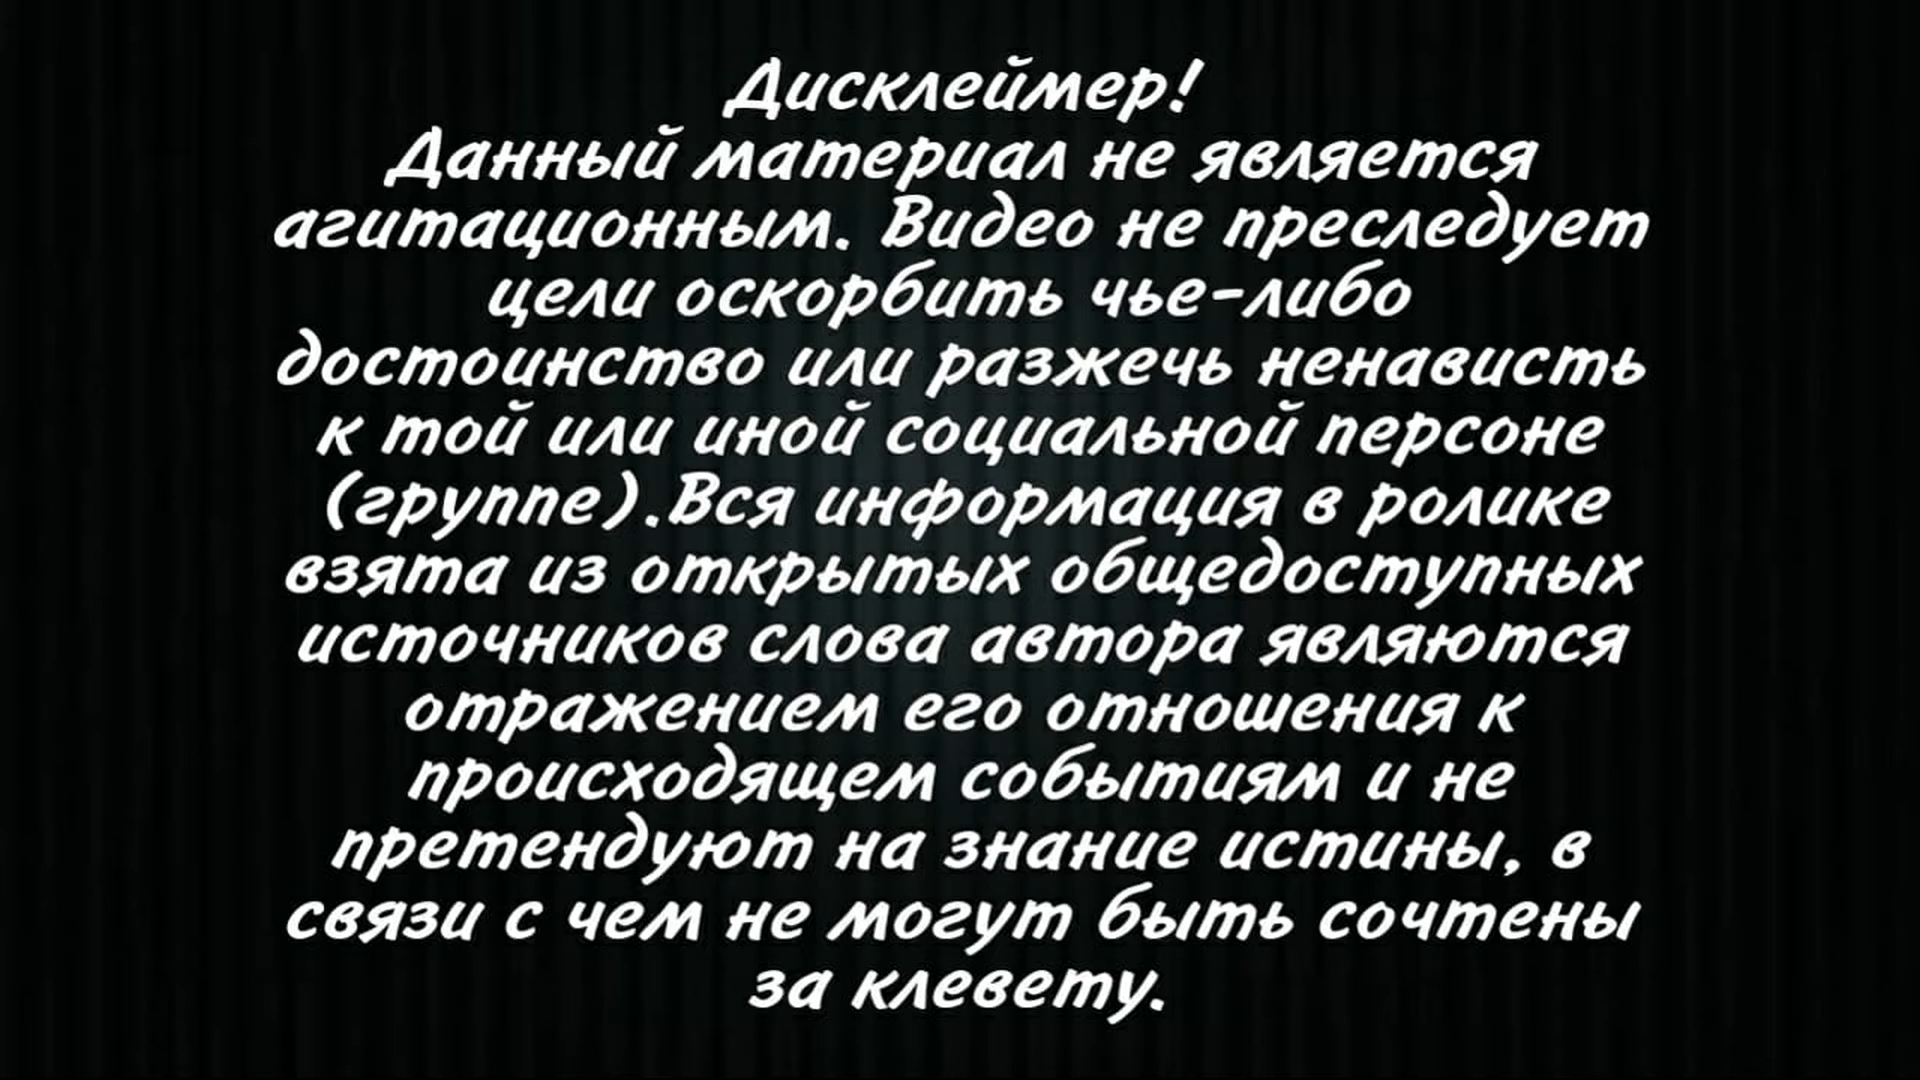 Дисклеймер!
Данный материал не является
агитационным. Видео не преследует
цели оскорбить чье-либо
достоинство или разжечь ненависть
к той или иной социальной персоне
(группе).Вся информация в ролике
взята из открытых общедоступных
источников слова автора являются
отражением его отношения к
происходящем событиям и не
претендуют на знание истины, в
связи с чем не могут быть сочтены
за клевету.